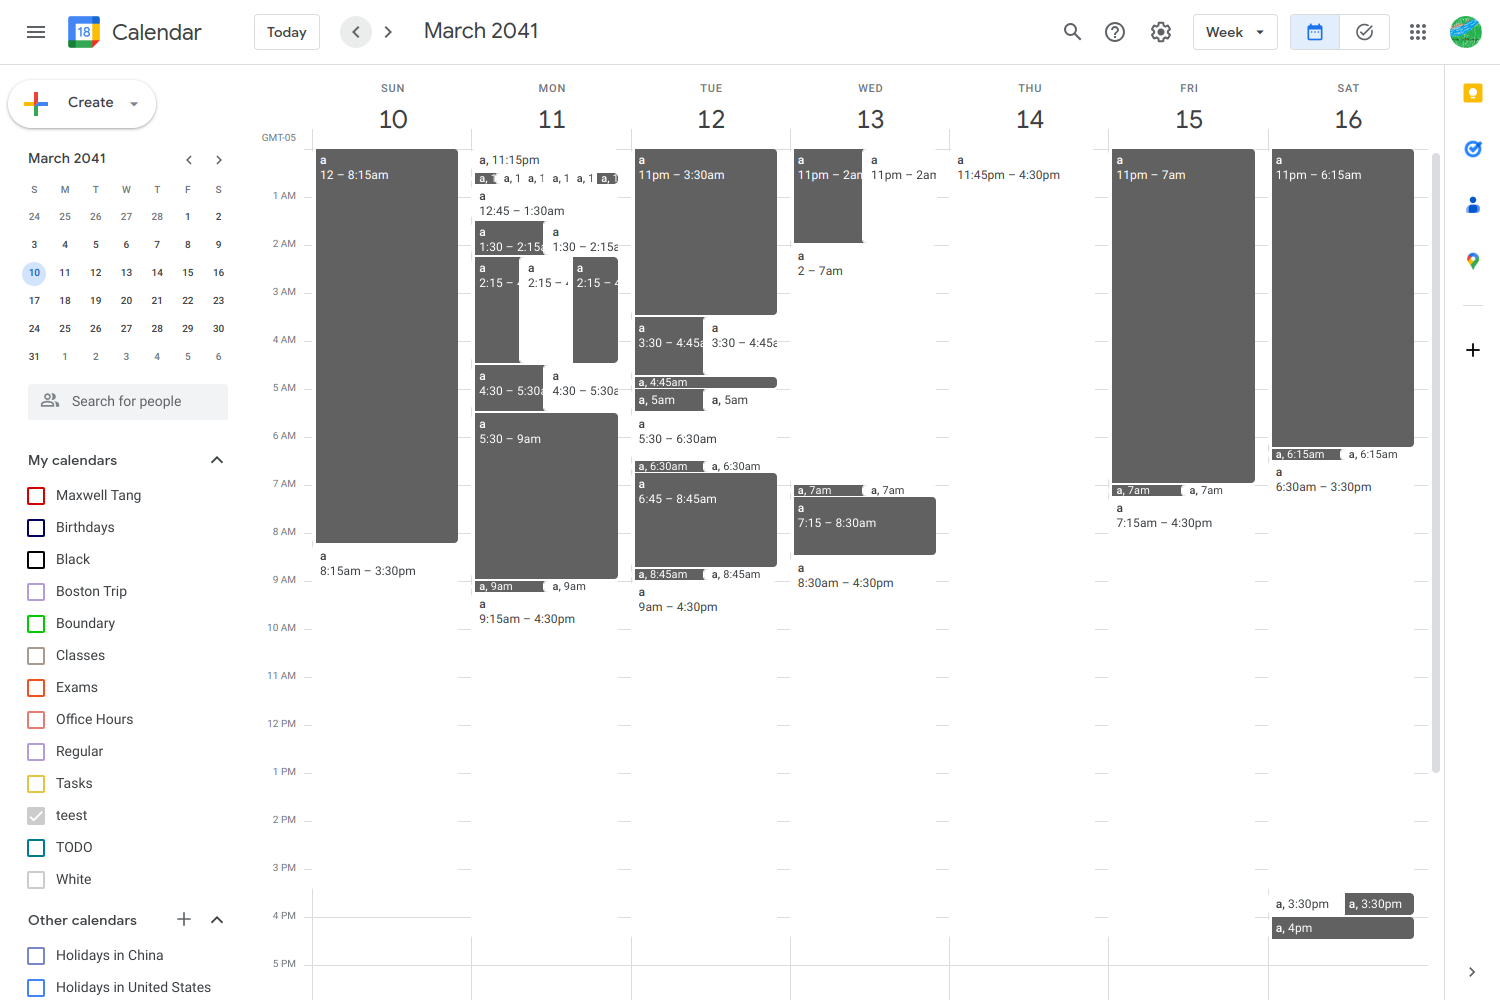 18 Calendar Today March 2041 Week
Create
March 2041
S M T W T F S
24 25 26 27 28 1 2
3 4 5 6 7 8 9
10 11 12 13 14 15 16
17 18 19 20 21 22 23
24 25 26 27 28 29 30
31 1 2 3 4 5 6
Search for people
My calendars
Maxwell Tang
Birthdays
Black
Boston Trip
Boundary
Classes
Exams
Office Hours
Regular
Tasks
teest
TODO
White
Other calendars
Holidays in China
Holidays in United States
SUN MON TUE WED THU FRI SAT
10 11 12 13 14 15 16
GMT-05
1 AM
2 AM
3 AM
4 AM
5 AM
6 AM
7 AM
8 AM
9 AM
10 AM
11 AM
12 PM
1 PM
2 PM
3 PM
4 PM
5 PM
a
12 – 8:15am
a
8:15am – 3:30pm
a, 11:15pm
a, 1 a, 1 a, 1 a, 1 a, 1 a, 1
a
12:45 – 1:30am
a a
1:30 – 2:15a 1:30 – 2:15a
a a a
2:15 – 4 2:15 – 4 2:15 – 4
a a
4:30 – 5:30a 4:30 – 5:30a
a
5:30 – 9am
a, 9am a, 9am
a
9:15am – 4:30pm
a
11pm – 3:30am
a a
3:30 – 4:45a 3:30 – 4:45a
a, 4:45am
a, 5am a, 5am
a
5:30 – 6:30am
a, 6:30am a, 6:30am
a
6:45 – 8:45am
a, 8:45am a, 8:45am
a
9am – 4:30pm
a a
11pm – 2am 11pm – 2am
a
2 – 7am
a, 7am a, 7am
a
7:15 – 8:30am
a
8:30am – 4:30pm
a
11:45pm – 4:30pm
a
11pm – 7am
a, 7am a, 7am
a
7:15am – 4:30pm
a
11pm – 6:15am
a, 6:15am a, 6:15am
a
6:30am – 3:30pm
a, 3:30pm a, 3:30pm
a, 4pm